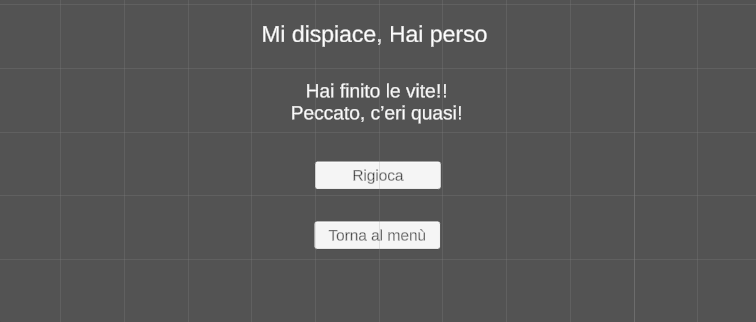 Mi dispiace, Hai perso
Hai finito le vite!!
Peccato, c’eri quasi!
Rigioca
Torna al menù